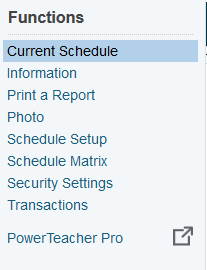 Functions
Current Schedule
Information
Print a Report
Photo
Schedule Setup
Schedule Matrix
Security Settings
Transactions
PowerTeacher Pro